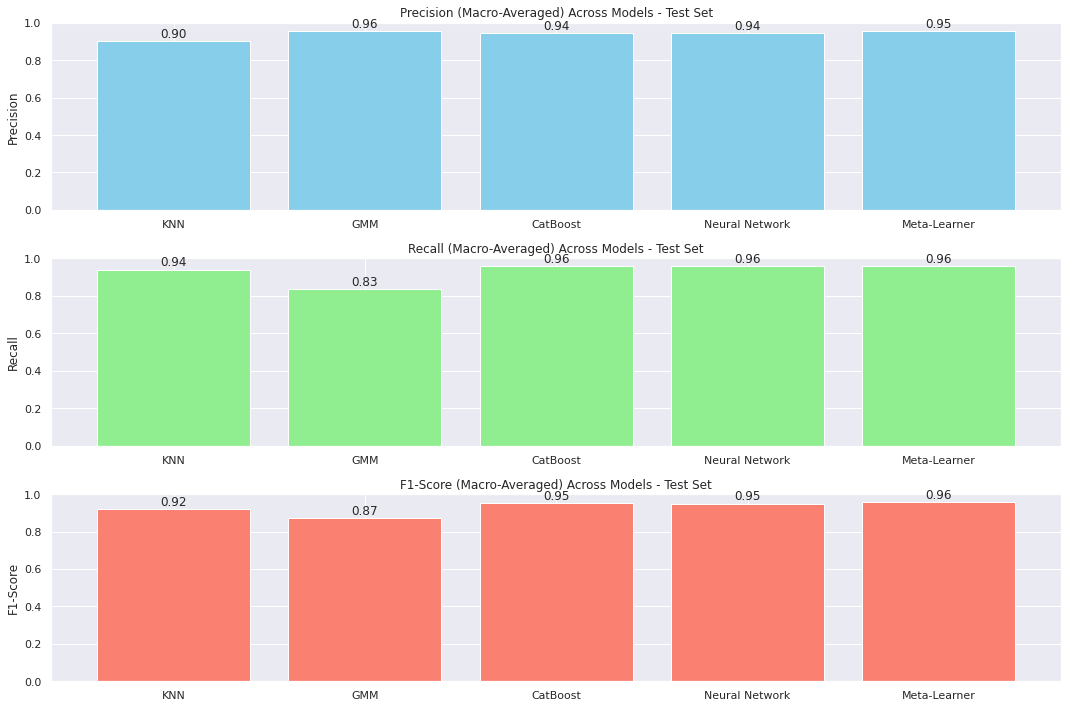 Precision (Macro-Averaged) Across Models - Test Set
1.0
0.8
0.6
0.4
0.2
0.0
Precision
0.90
0.96
0.94
0.94
0.95
KNN
GMM
CatBoost
Neural Network
Meta-Learner
Recall (Macro-Averaged) Across Models - Test Set
1.0
0.8
0.6
0.4
0.2
0.0
Recall
0.94
0.83
0.96
0.96
0.96
KNN
GMM
CatBoost
Neural Network
Meta-Learner
F1-Score (Macro-Averaged) Across Models - Test Set
1.0
0.8
0.6
0.4
0.2
0.0
F1-Score
0.92
0.87
0.95
0.95
0.96
KNN
GMM
CatBoost
Neural Network
Meta-Learner